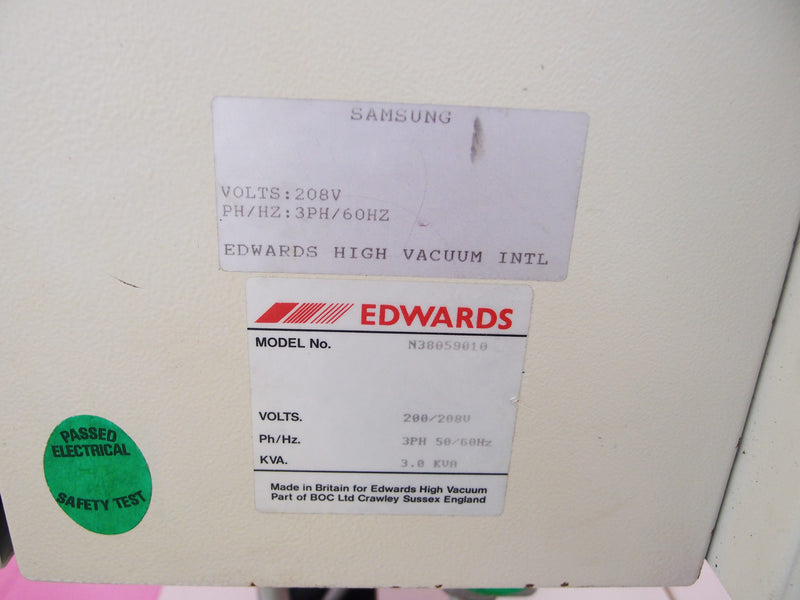 SAMSUNG
VOLTS:208V
PH/HZ:3PH/60HZ
EDWARDS HIGH VACUUM INTL
EDWARDS
MODEL No. N38059010
VOLTS. 200/208V
Ph/Hz. 3PH 50/60Hz
KVA. 3.0 KVA
Made in Britain for Edwards High Vacuum
Part of BOC Ltd Crawley Sussex England
PASSED
ELECTRICAL
SAFETY TEST